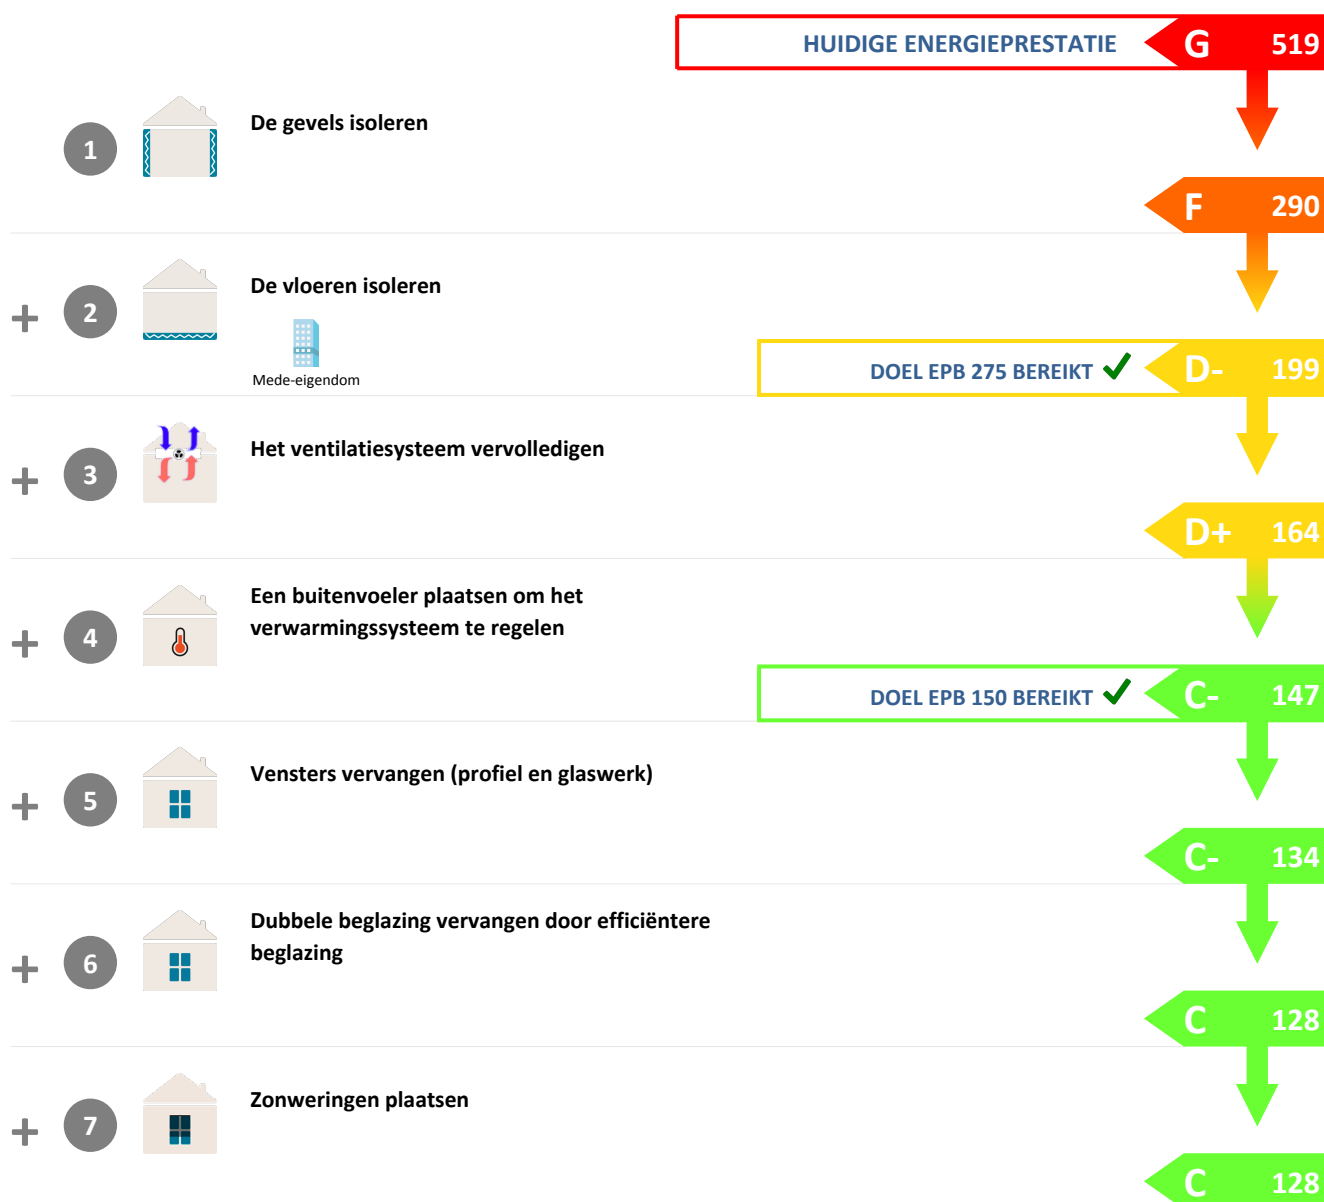 HUIDIGE ENERGIEPRESTATIE G 519
1 De gevels isoleren
F 290
+ 2 De vloeren isoleren
Mede-eigendom
DOEL EPB 275 BEREIKT ✓ D- 199
+ 3 Het ventilatiesysteem vervolledigen
D+ 164
+ 4 Een buitenvoeler plaatsen om het
verwarmingssysteem te regelen
DOEL EPB 150 BEREIKT ✓ C- 147
+ 5 Vensters vervangen (profiel en glaswerk)
C- 134
+ 6 Dubbele beglazing vervangen door efficiëntere
beglazing
C 128
+ 7 Zonweringen plaatsen
C 128